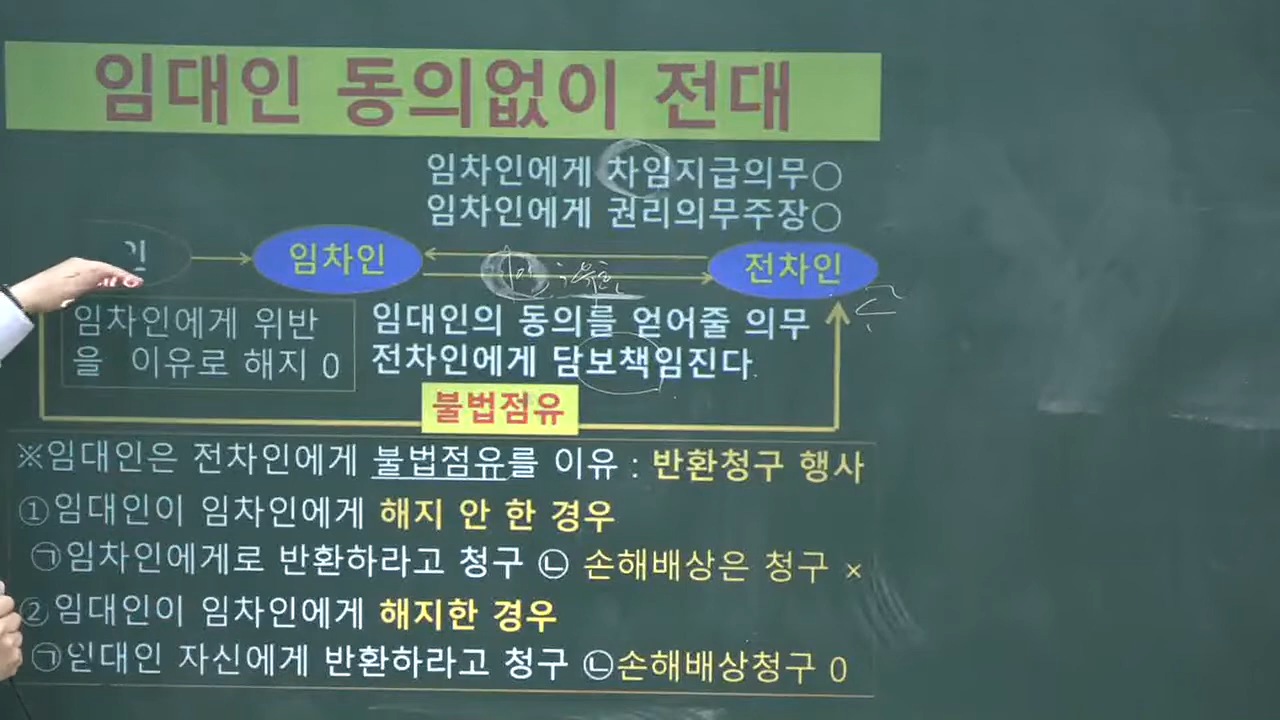 임대인 동의없이 전대
임차인에게 차임지급의무○
임차인에게 권리의무주장○
인
임차인
유효
전차인
임차인에게 위반
을 이유로 해지 0
임대인의 동의를 얻어줄 의무
전차인에게 담보책임진다.
불법점유
※임대인은 전차인에게 불법점유를 이유 : 반환청구 행사
①임대인이 임차인에게 해지 안 한 경우
㉠임차인에게로 반환하라고 청구 ㉡ 손해배상은 청구 ×
②임대인이 임차인에게 해지한 경우
㉠임대인 자신에게 반환하라고 청구 ㉡손해배상청구 0